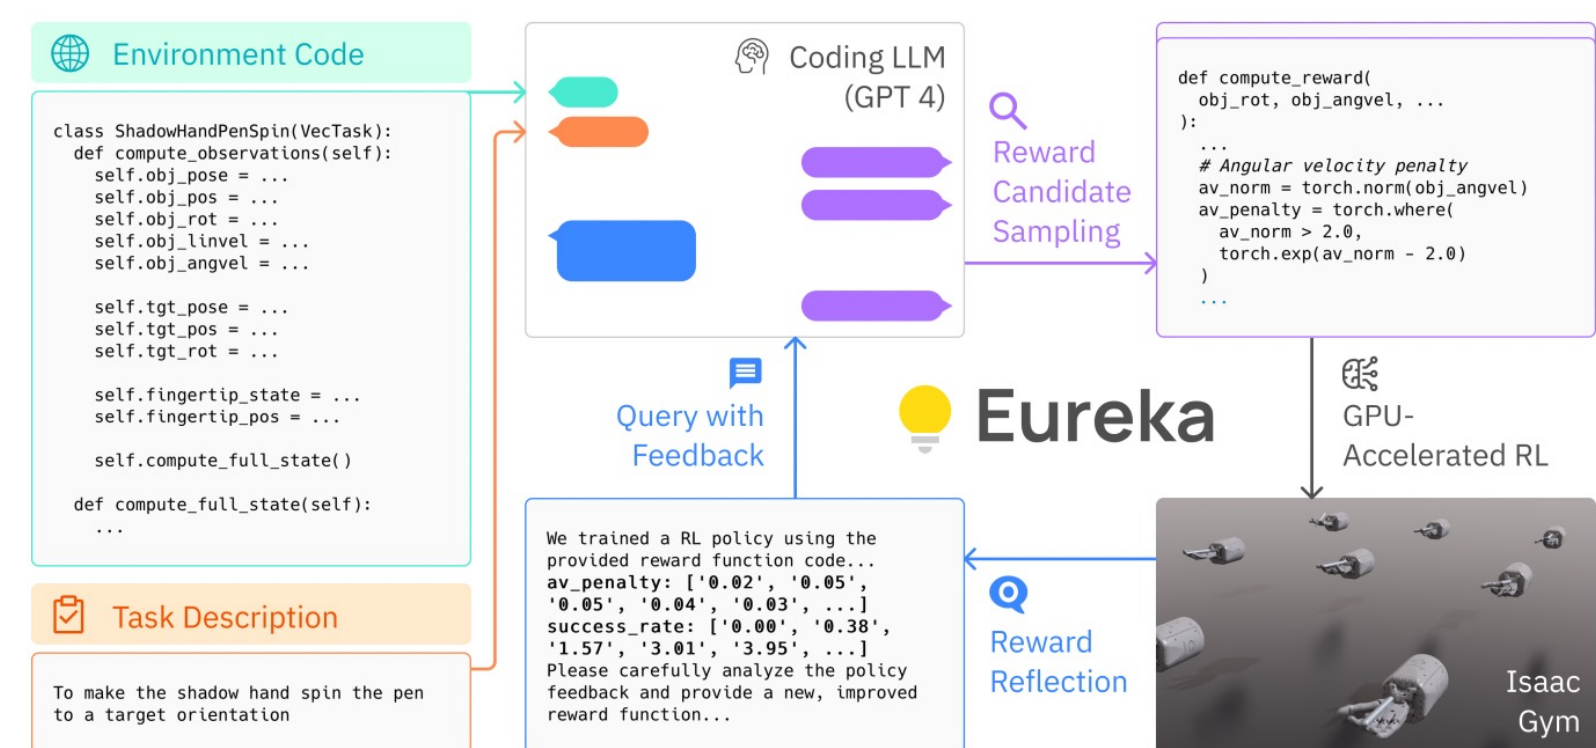 Environment Code
class ShadowHandPenSpin(VecTask):
  def compute_observations(self):
    self.obj_pose = ...
    self.obj_pos = ...
    self.obj_rot = ...
    self.obj_linvel = ...
    self.obj_angvel = ...
    self.tgt_pose = ...
    self.tgt_pos = ...
    self.tgt_rot = ...
    self.fingertip_state = ...
    self.fingertip_pos = ...
    self.compute_full_state()
  def compute_full_state(self):
    ...
Task Description
To make the shadow hand spin the pen
to a target orientation
Coding LLM
(GPT 4)
Reward
Candidate
Sampling
def compute_reward(
  obj_rot, obj_angvel, ...
):
  ...
  # Angular velocity penalty
  av_norm = torch.norm(obj_angvel)
  av_penalty = torch.where(
    av_norm > 2.0,
    torch.exp(av_norm - 2.0)
  )
  ...
Query with
Feedback
Eureka
GPU-
Accelerated RL
We trained a RL policy using the
provided reward function code...
av_penalty: ['0.02', '0.05',
'0.05', '0.04', '0.03', ...]
success_rate: ['0.00', '0.38',
'1.57', '3.01', '3.95', ...]
Please carefully analyze the policy
feedback and provide a new, improved
reward function...
Reward
Reflection
Isaac
Gym